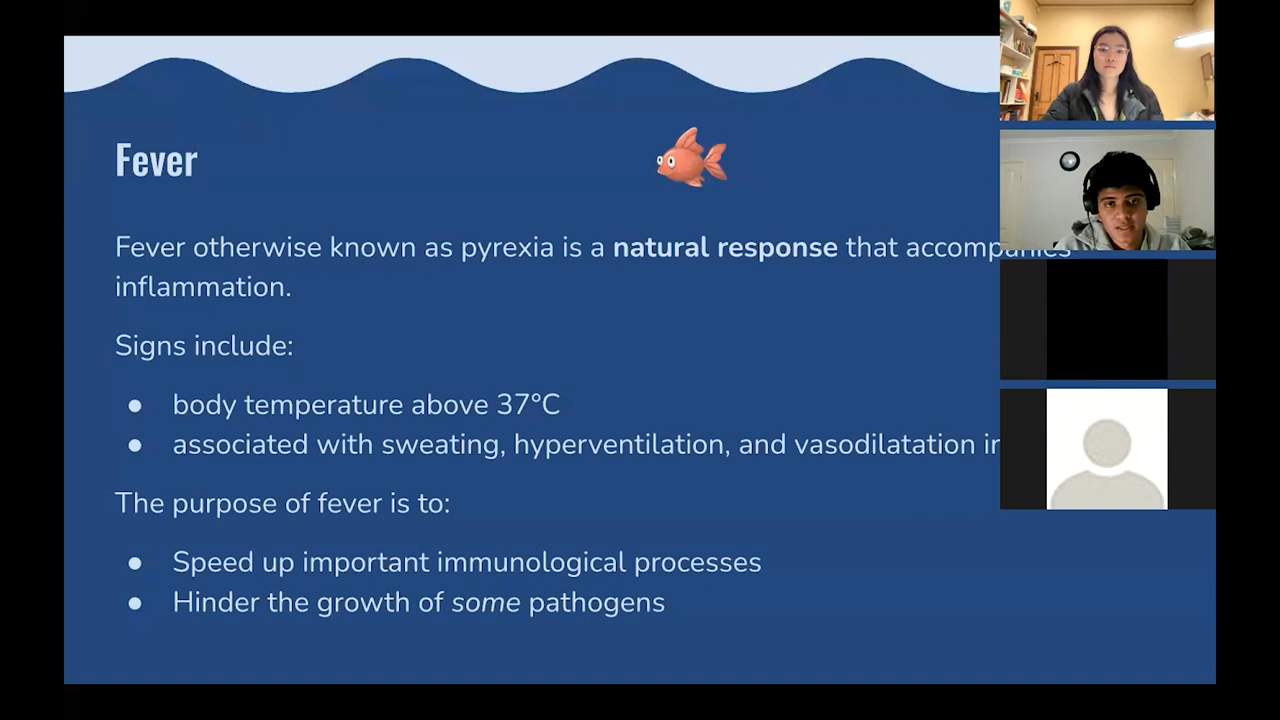 Fever
Fever otherwise known as pyrexia is a natural response that accompanies
inflammation.
Signs include:
● body temperature above 37°C
● associated with sweating, hyperventilation, and vasodilatation
The purpose of fever is to:
● Speed up important immunological processes
● Hinder the growth of some pathogens